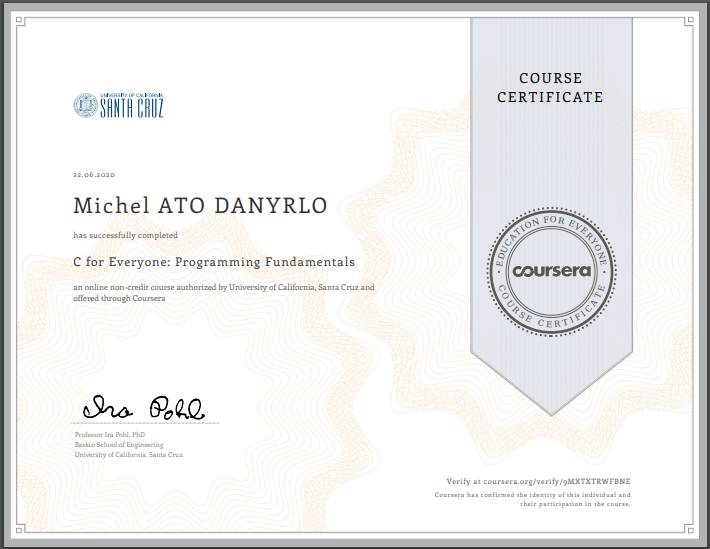 UNIVERSITY OF CALIFORNIA
SANTA CRUZ
COURSE
CERTIFICATE
22.06.2020
Michel ATO DANYRLO
has successfully completed
C for Everyone: Programming Fundamentals
an online non-credit course authorized by University of California, Santa Cruz and
offered through Coursera
EDUCATION FOR EVERYONE
coursera
COURSE CERTIFICATE
Ira Pohl
Professor Ira Pohl, PhD
Baskin School of Engineering
University of California, Santa Cruz
Verify at coursera.org/verify/9MXTXTRWFBNE
Coursera has confirmed the identity of this individual and
their participation in the course.